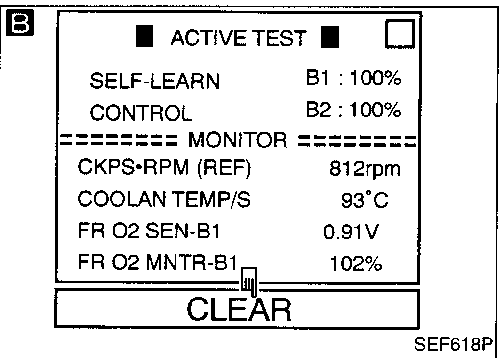 B
■ ACTIVE TEST ■
SELF-LEARN B1 : 100%
CONTROL B2 : 100%
======== MONITOR ========
CKPS•RPM (REF) 812rpm
COOLAN TEMP/S 93°C
FR O2 SEN-B1 0.91V
FR O2 MNTR-B1 102%
CLEAR
SEF618P